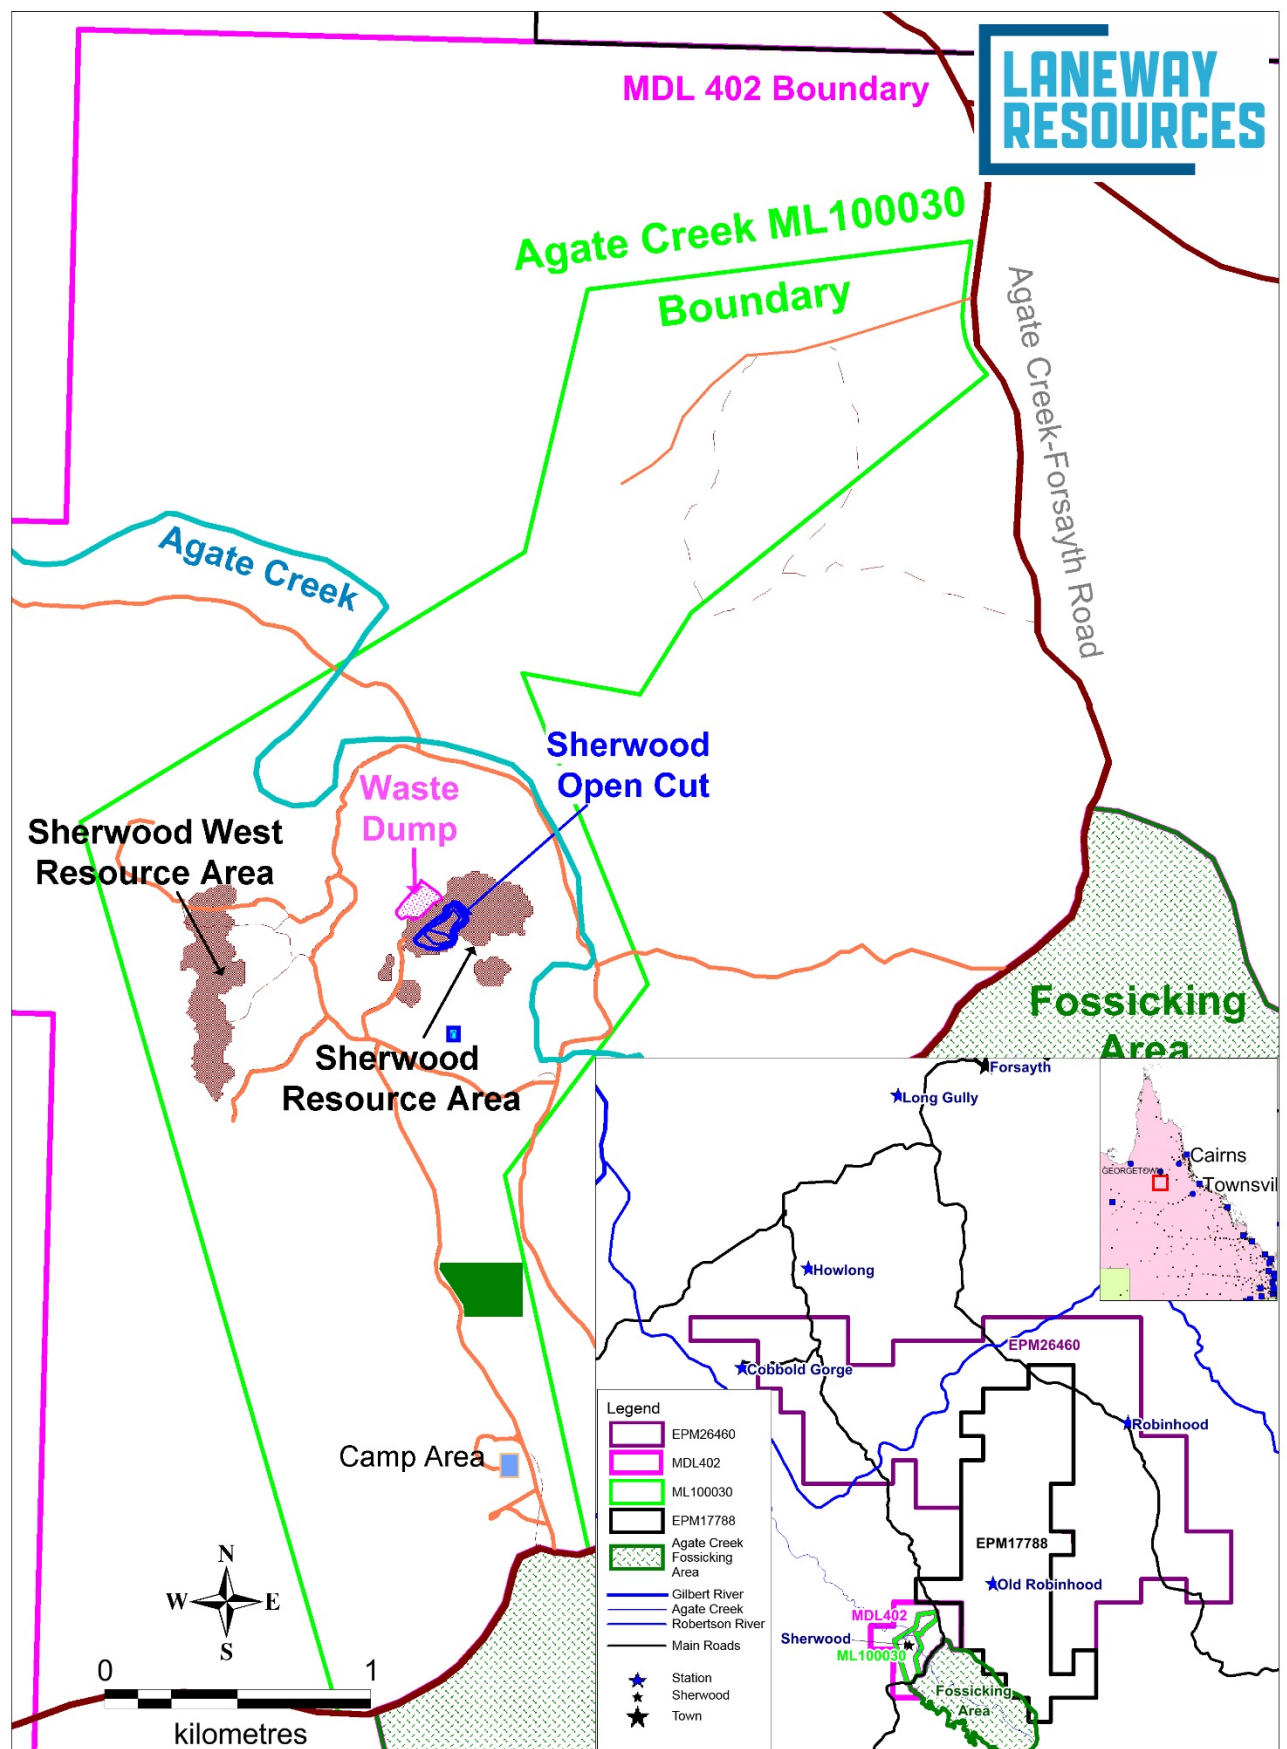 MDL 402 Boundary
LANEWAY
RESOURCES
Agate Creek ML100030
Boundary
Agate Creek-Forsayth Road
Agate Creek
Sherwood
Open Cut
Waste
Dump
Sherwood West
Resource Area
Fossicking
Area
Sherwood
Resource Area
Camp Area
N
W E
S
0 1
kilometres
Forsayth
Long Gully
Cairns
GEORGETOWN
Townsvil
Howlong
EPM26460
Cobbold Gorge
Robinhood
EPM17788
Old Robinhood
MDL402
Sherwood
ML100030
Fossicking
Area
Legend
EPM26460
MDL402
ML100030
EPM17788
Agate Creek
Fossicking
Area
Gilbert River
Agate Creek
Robertson River
Main Roads
Station
Sherwood
Town